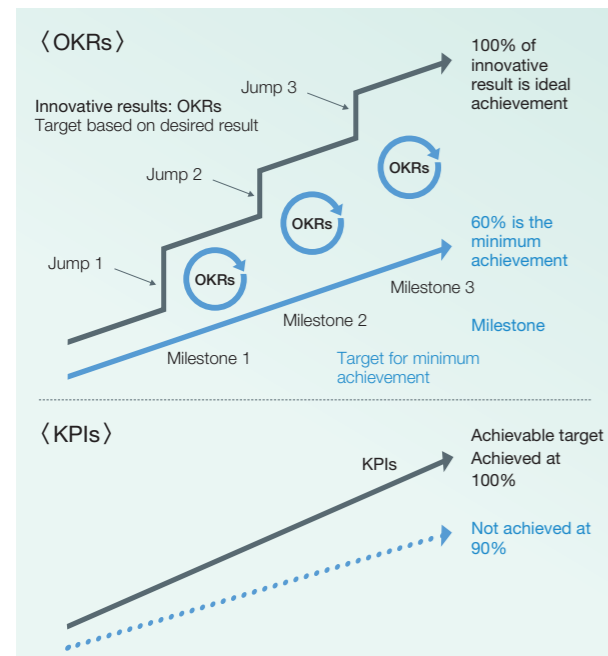 〈OKRs〉
100% of
innovative
result is ideal
achievement
Jump 3
Innovative results: OKRs
Target based on desired result
Jump 2
OKRs
OKRs
60% is the
minimum
achievement
Jump 1
OKRs
Milestone 3
Milestone 2
Milestone
Milestone 1
Target for minimum
achievement
〈KPIs〉
Achievable target
Achieved at
100%
KPIs
Not achieved at
90%